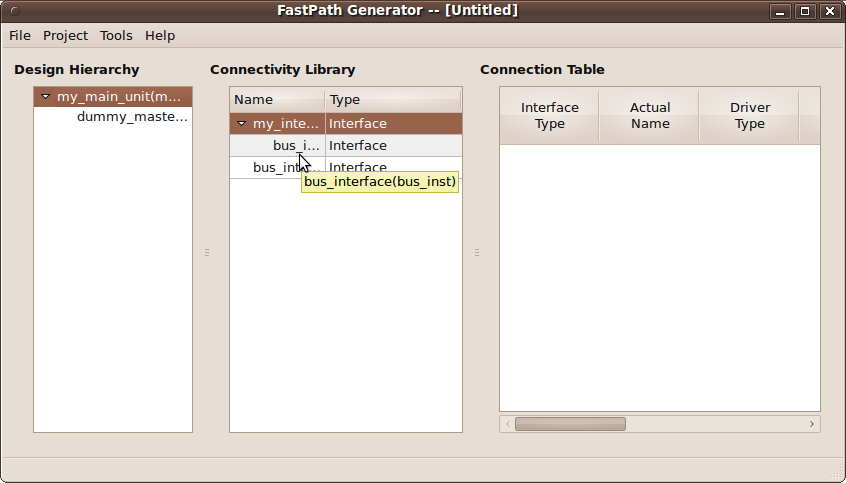 FastPath Generator -- [Untitled]
File Project Tools Help
Design Hierarchy
my_main_unit(m...
dummy_maste...
Connectivity Library
Name Type
my_inte... Interface
bus_i... Interface
bus_int... Interface
bus_interface(bus_inst)
Connection Table
Interface Type
Actual Name
Driver Type